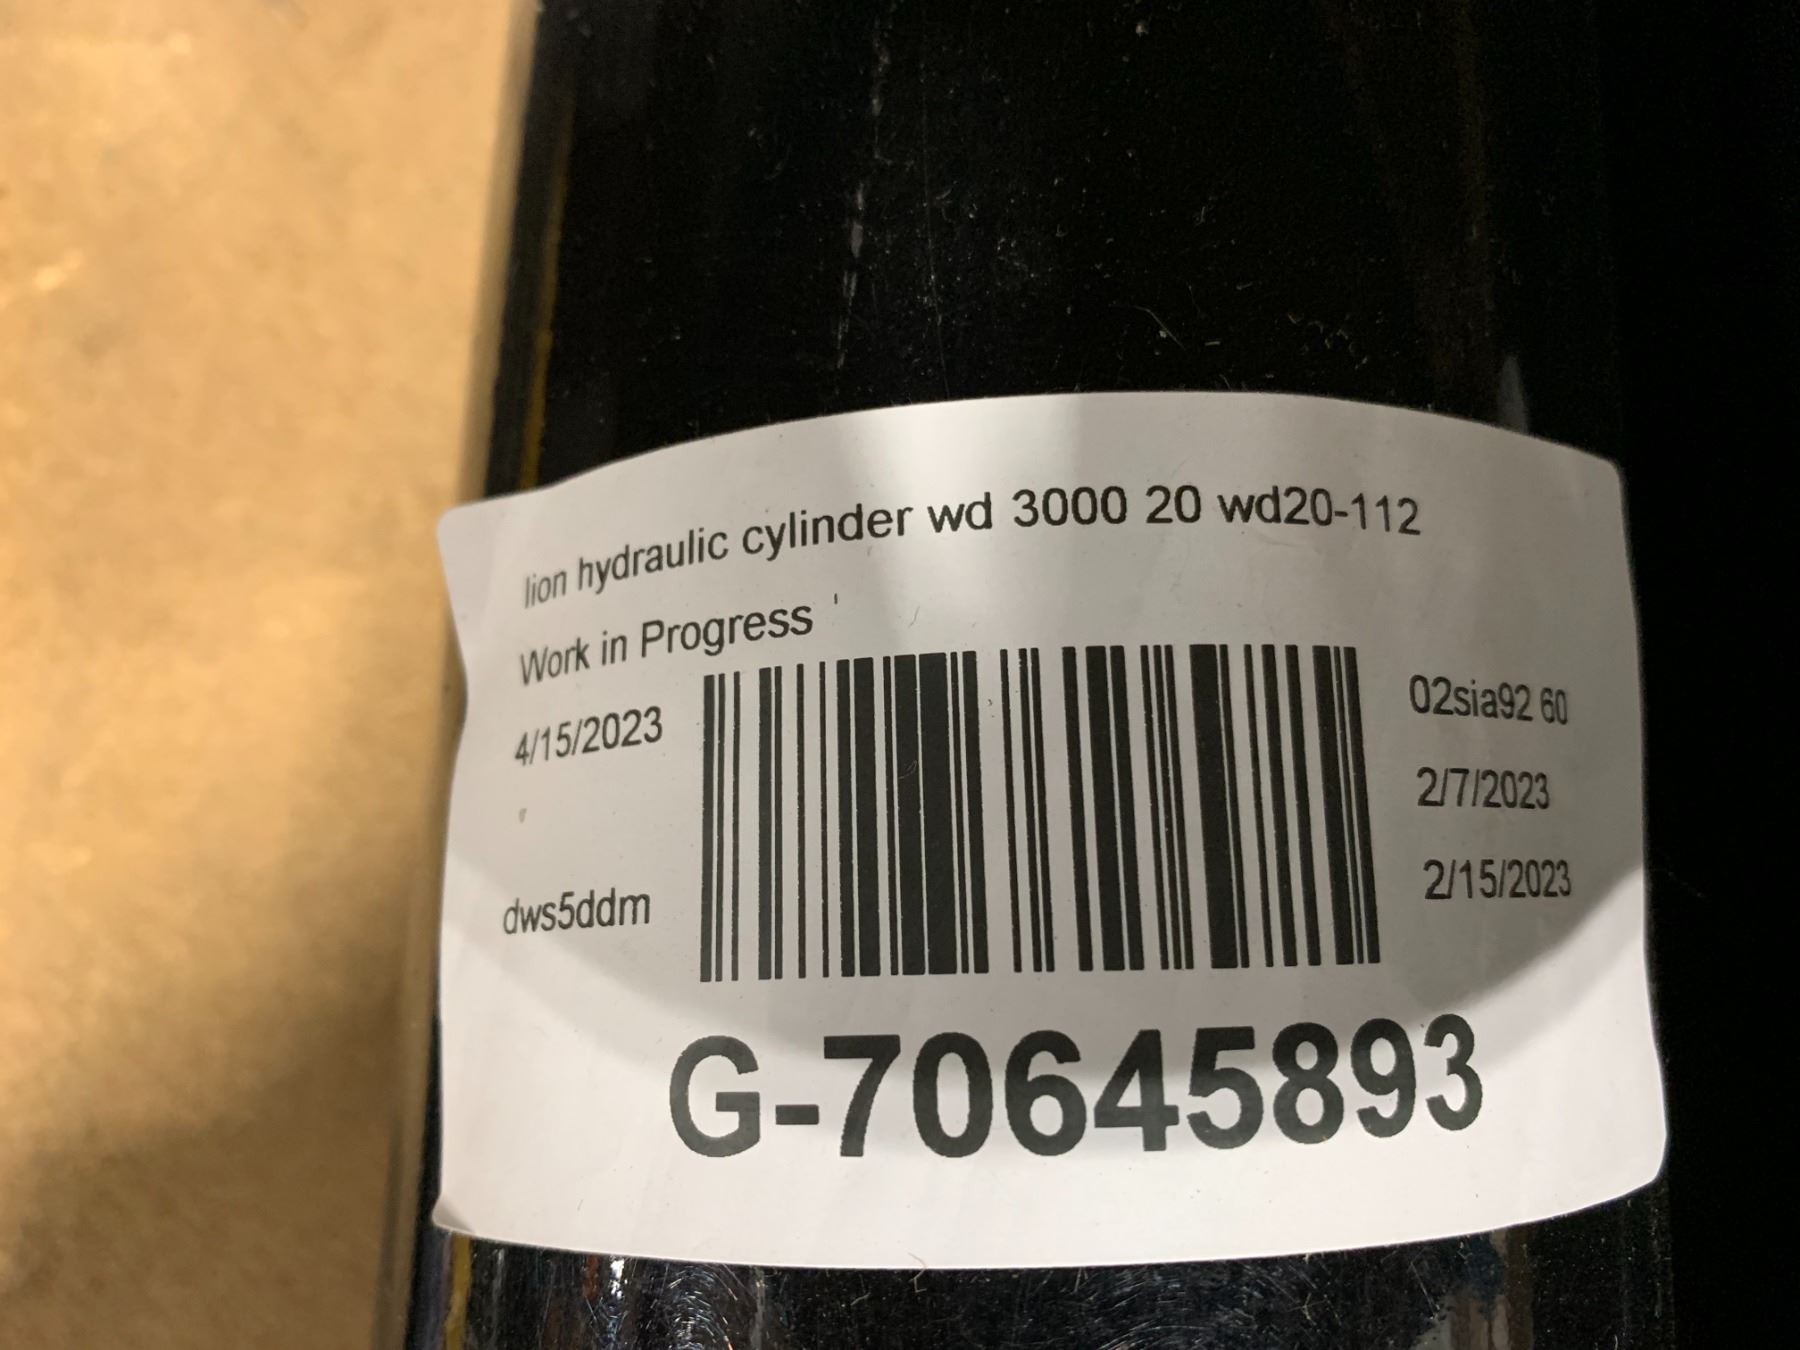 lion hydraulic cylinder wd 3000 20 wd20-112
Work in Progress
4/15/2023
02sia92 60
2/7/2023
2/15/2023
dws5ddm
G-70645893